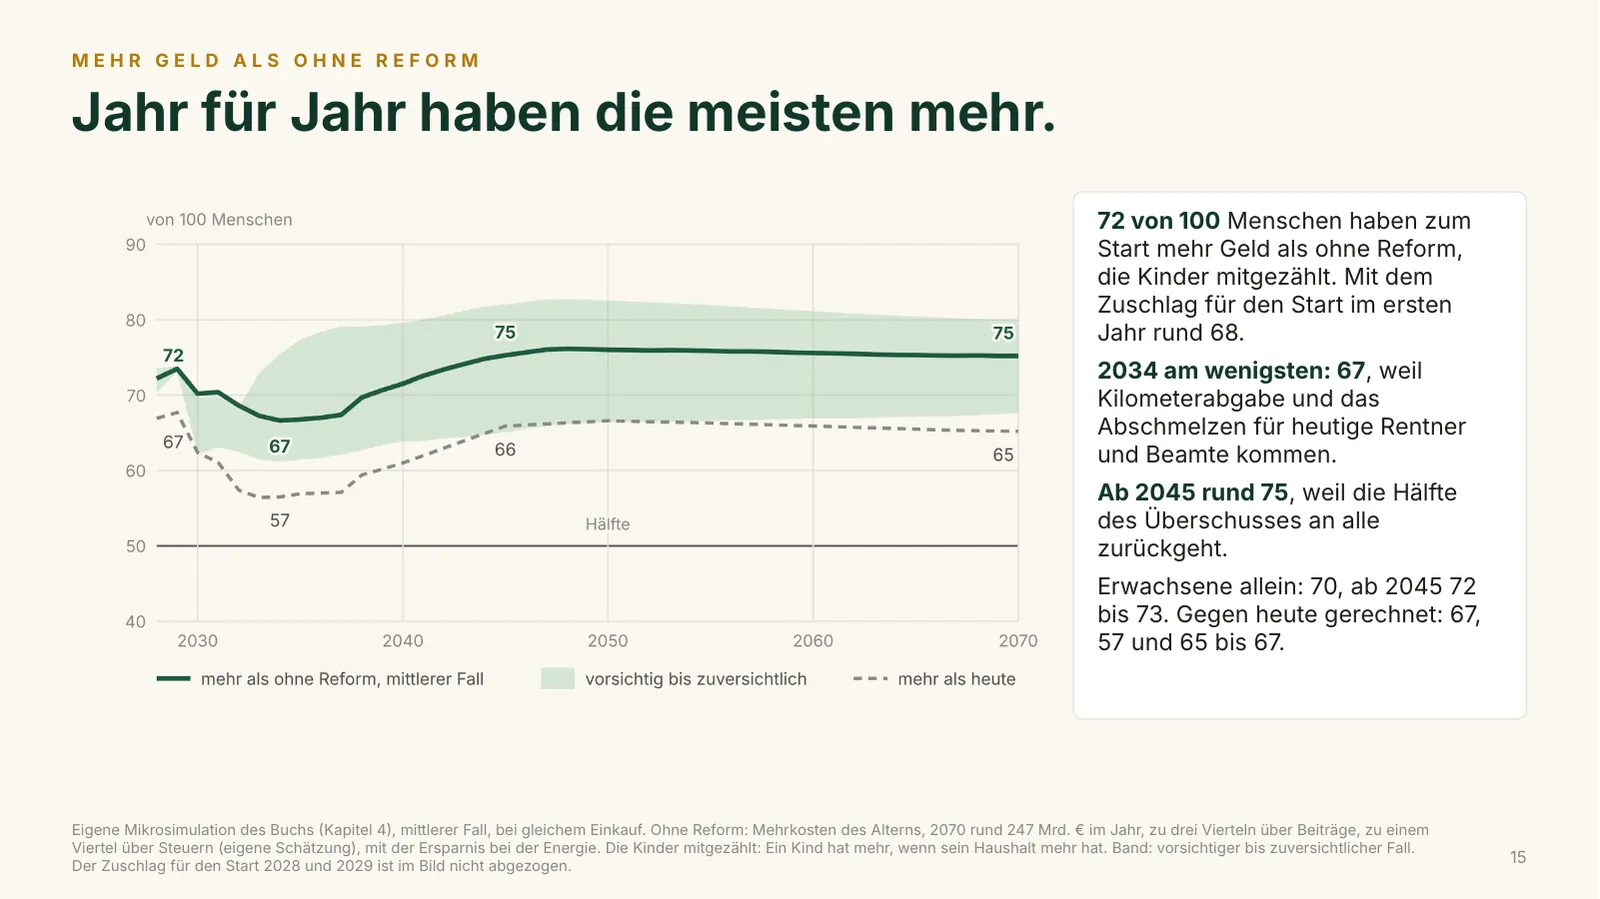 MEHR GELD ALS OHNE REFORM
Jahr für Jahr haben die meisten mehr.
von 100 Menschen
90
80
70
60
50
40
72
67
67
57
75
66
75
65
Hälfte
2030
2040
2050
2060
2070
mehr als ohne Reform, mittlerer Fall
vorsichtig bis zuversichtlich
mehr als heute
72 von 100 Menschen haben zum
Start mehr Geld als ohne Reform,
die Kinder mitgezählt. Mit dem
Zuschlag für den Start im ersten
Jahr rund 68.
2034 am wenigsten: 67, weil
Kilometerabgabe und das
Abschmelzen für heutige Rentner
und Beamte kommen.
Ab 2045 rund 75, weil die Hälfte
des Überschusses an alle
zurückgeht.
Erwachsene allein: 70, ab 2045 72
bis 73. Gegen heute gerechnet: 67,
57 und 65 bis 67.
Eigene Mikrosimulation des Buchs (Kapitel 4), mittlerer Fall, bei gleichem Einkauf. Ohne Reform: Mehrkosten des Alterns, 2070 rund 247 Mrd. € im Jahr, zu drei Vierteln über Beiträge, zu einem
Viertel über Steuern (eigene Schätzung), mit der Ersparnis bei der Energie. Die Kinder mitgezählt: Ein Kind hat mehr, wenn sein Haushalt mehr hat. Band: vorsichtiger bis zuversichtlicher Fall.
Der Zuschlag für den Start 2028 und 2029 ist im Bild nicht abgezogen.
15